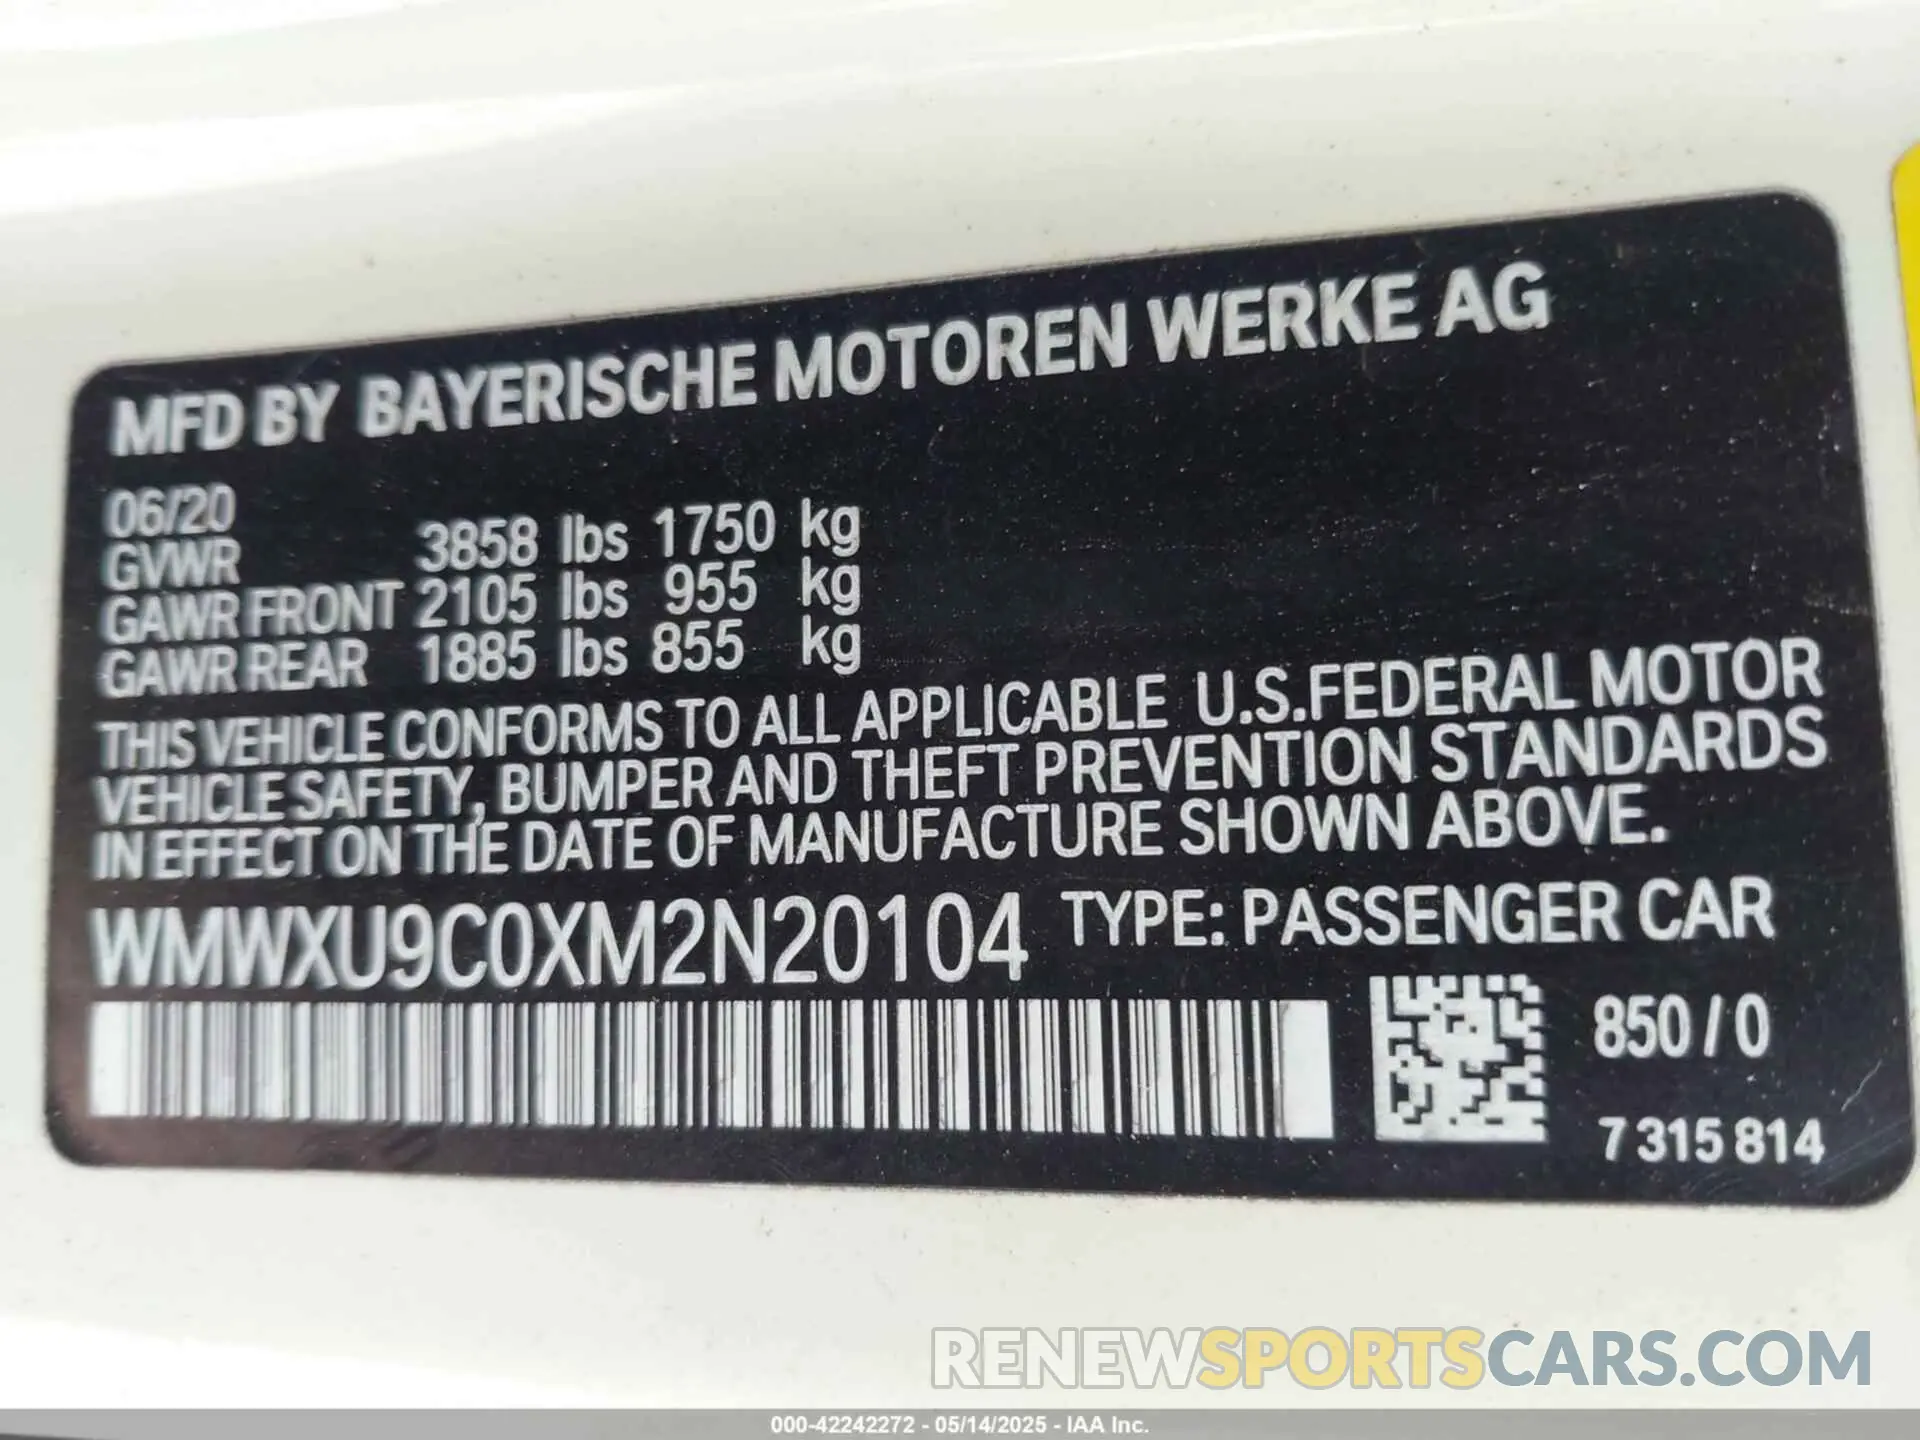 MFD BY BAYERISCHE MOTOREN WERKE AG
06/20
GVWR 3858 lbs 1750 kg
GAWR FRONT 2105 lbs 955 kg
GAWR REAR 1885 lbs 855 kg
THIS VEHICLE CONFORMS TO ALL APPLICABLE U.S.FEDERAL MOTOR
VEHICLE SAFETY, BUMPER AND THEFT PREVENTION STANDARDS
IN EFFECT ON THE DATE OF MANUFACTURE SHOWN ABOVE.
WMWXU9C0XM2N20104 TYPE: PASSENGER CAR
850 / 0
7 315 814
RENEWSPORTSCARS.COM
000-42242272 - 05/14/2025 - IAA Inc.